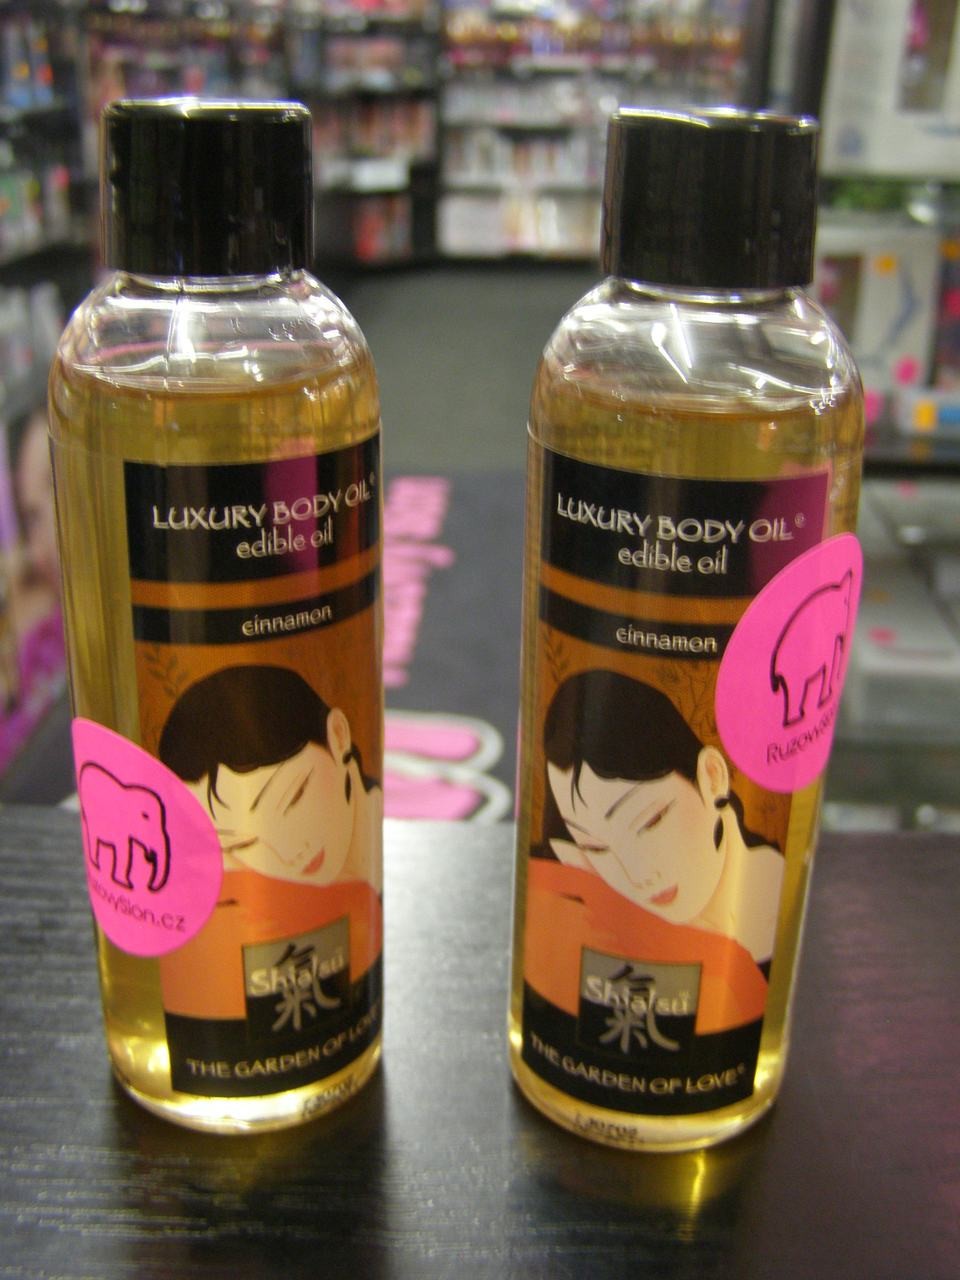 LUXURY BODY OIL®
edible oil
cinnamon
Shiatsu
氣
THE GARDEN OF LOVE
LUXURY BODY OIL®
edible oil
cinnamon
Shiatsu
氣
THE GARDEN OF LOVE®